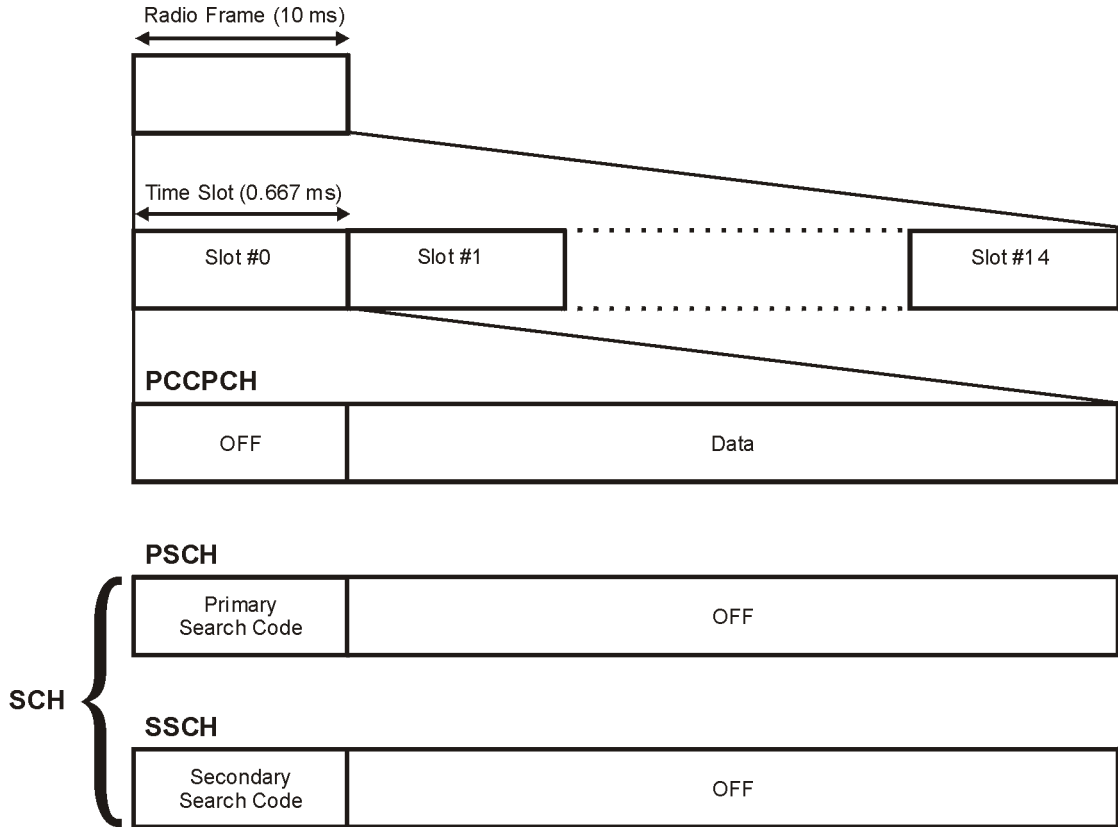 Radio Frame (10 ms)
Time Slot (0.667 ms)
Slot #0
Slot #1
Slot #14
PCCPCH
OFF
Data
PSCH
Primary
Search Code
OFF
SCH
SSCH
Secondary
Search Code
OFF